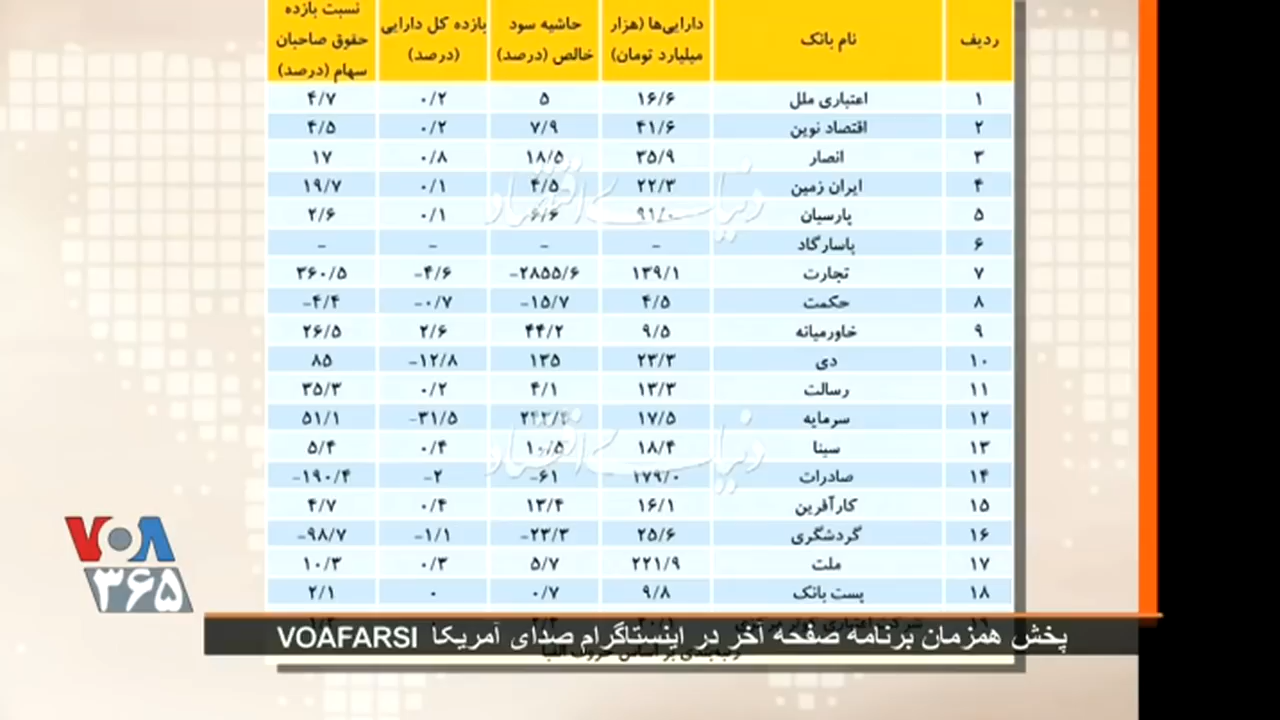 ردیف نام بانک دارایی‌ها (هزار میلیارد تومان) حاشیه سود خالص (درصد) بازده کل دارایی (درصد) نسبت بازده حقوق صاحبان سهام (درصد)
۱ اعتباری ملل ۱۶/۶ ۵ ۰/۲ ۴/۷
۲ اقتصاد نوین ۴۱/۶ ۷/۹ ۰/۲ ۴/۵
۳ انصار ۳۵/۹ ۱۸/۵ ۰/۸ ۱۷
۴ ایران زمین ۲۲/۳ ۴/۵ ۰/۱ ۱۹/۷
۵ پارسیان ۹۱/۰ ۶/۶ ۰/۱ ۲/۶
۶ پاسارگاد - - - -
۷ تجارت ۱۳۹/۱ -۲۸۵۵/۶ -۴/۶ ۳۶۰/۵
۸ حکمت ۴/۵ -۱۵/۷ -۰/۷ -۴/۴
۹ خاورمیانه ۹/۵ ۴۴/۲ ۲/۶ ۲۶/۵
۱۰ دی ۲۳/۳ ۱۳۵ -۱۲/۸ ۸۵
۱۱ رسالت ۱۳/۳ ۴/۱ ۰/۲ ۳۵/۳
۱۲ سرمایه ۱۷/۵ -۳۱/۵ ۵۱/۱
۱۳ سینا ۱۸/۴ ۱۰/۵ ۰/۴ ۵/۴
۱۴ صادرات ۱۷۹/۰ -۶۱ -۲ -۱۹۰/۴
۱۵ کارآفرین ۱۶/۱ ۱۳/۴ ۰/۴ ۴/۷
۱۶ گردشگری ۲۵/۶ -۲۳/۳ -۱/۱ -۹۸/۷
۱۷ ملت ۲۲۱/۹ ۵/۷ ۰/۳ ۱۰/۳
۱۸ پست بانک ۹/۸ ۰/۷ ۰ ۲/۱
دنیای اقتصاد
دنیای اقتصاد
VOA
۳۶۵
پخش همزمان برنامه صفحه آخر در اینستاگرام صدای آمریکا VOAFARSI